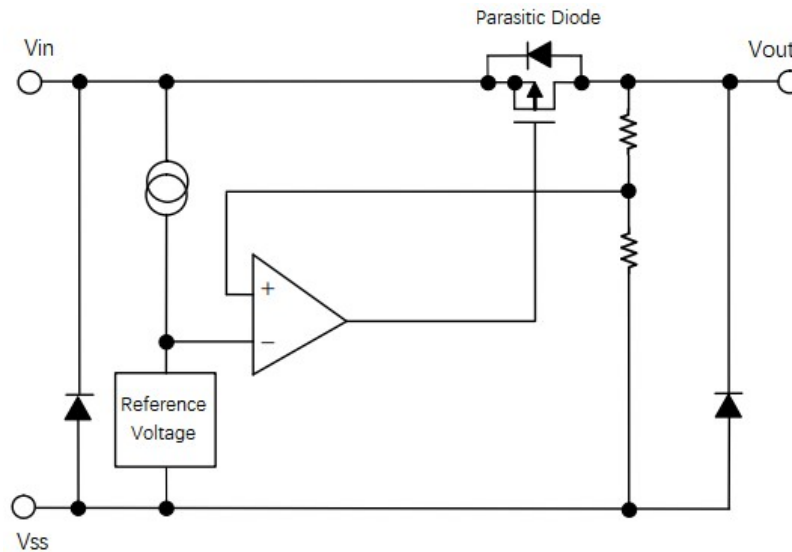 Parasitic Diode
Vin
Vout
+
−
Reference
Voltage
Vss